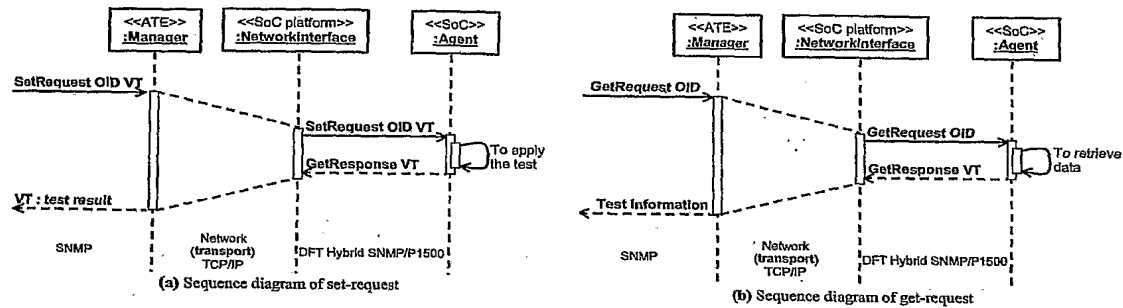 <<ATE>>
:Manager
<<SoC platform>>
:NetworkInterface
<<SoC>>
:Agent
SetRequest OID VT
SetRequest OID VT
To apply
the test
GetResponse VT
VT : test result
SNMP
Network
(transport)
TCP/IP
DFT Hybrid SNMP/P1500
(a) Sequence diagram of set-request
<<ATE>>
:Manager
<<SoC platform>>
:NetworkInterface
<<SoC>>
:Agent
GetRequest OID
GetRequest OID
To retrieve
data
GetResponse VT
Test Information
SNMP
Network
(transport)
TCP/IP
DFT Hybrid SNMP/P1500
(b) Sequence diagram of get-request